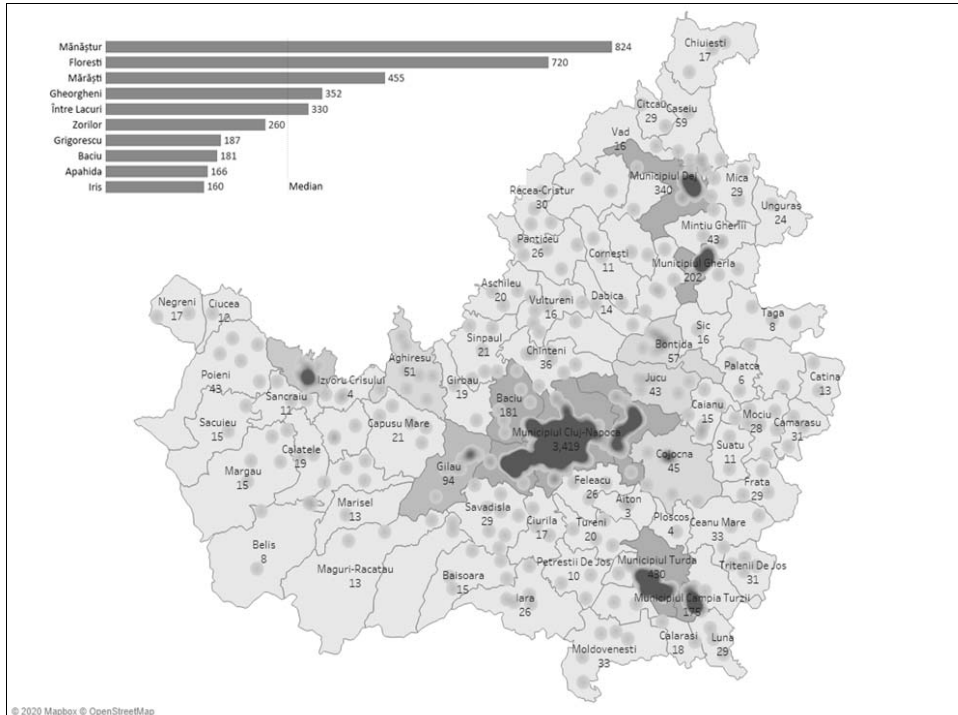 Mănăștur 824
Florești 720
Mărăști 455
Gheorgheni 352
Între Lacuri 330
Zorilor 260
Grigorescu 187
Baciu 181
Apahida 166
Iris 160 Median
Chiuiesti
17
Citcau
29
Caseiu
59
Vad
16
Municipiul Dej
340
Mica
29
Unguras
24
Recea-Cristur
30
Mintiu Gherlii
43
Panticeu
26
Cornesti
11
Municipiul Gherla
202
Negreni
17
Ciucea
12
Aschileu
20
Vultureni
16
Dabica
14
Sic
16
Taga
8
Sinpaul
21
Chinteni
36
Bontida
57
Aghiresu
51
Poieni
43
Izvoru Crisului
4
Girbau
19
Palatca
6
Catina
13
Sancraiu
11
Jucu
43
Baciu
181
Caianu
15
Mociu
28
Camarasu
31
Sacuieu
15
Capusu Mare
21
Municipiul Cluj-Napoca
3,419
Suatu
11
Calatele
19
Cojocna
45
Margau
15
Gilau
94
Feleacu
26
Frata
29
Aiton
3
Marisel
13
Savadisla
29
Ciurila
17
Tureni
20
Ploscos
4
Ceanu Mare
33
Belis
8
Maguri-Racatau
13
Baisoara
15
Petrestii De Jos
10
Municipiul Turda
430
Tritenii De Jos
31
Iara
26
Municipiul Campia Turzii
175
Moldovenesti
33
Calarasi
18
Luna
29
© 2020 Mapbox © OpenStreetMap